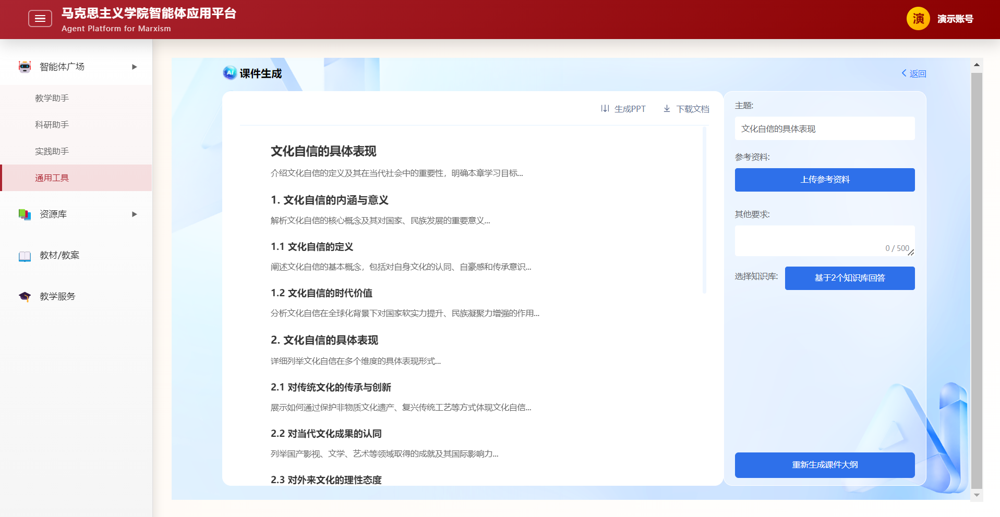 马克思主义学院智能体应用平台
Agent Platform for Marxism
演
演示账号
智能体广场
教学助手
科研助手
实践助手
通用工具
资源库
教材/教案
教学服务
AI 课件生成
返回
生成PPT 下载文档
文化自信的具体表现
介绍文化自信的定义及其在当代社会中的重要性，明确本章学习目标...
1. 文化自信的内涵与意义
解析文化自信的核心概念及其对国家、民族发展的重要意义...
1.1 文化自信的定义
阐述文化自信的基本概念，包括对自身文化的认同、自豪感和传承意识...
1.2 文化自信的时代价值
分析文化自信在全球化背景下对国家软实力提升、民族凝聚力增强的作用...
2. 文化自信的具体表现
详细列举文化自信在多个维度的具体表现形式...
2.1 对传统文化的传承与创新
展示如何通过保护非物质文化遗产、复兴传统工艺等方式体现文化自信...
2.2 对当代文化成果的认同
列举国产影视、文学、艺术等领域取得的成就及其国际影响力...
2.3 对外来文化的理性态度
主题:
文化自信的具体表现
参考资料:
上传参考资料
其他要求:
0 / 500
选择知识库:
基于2个知识库回答
重新生成课件大纲